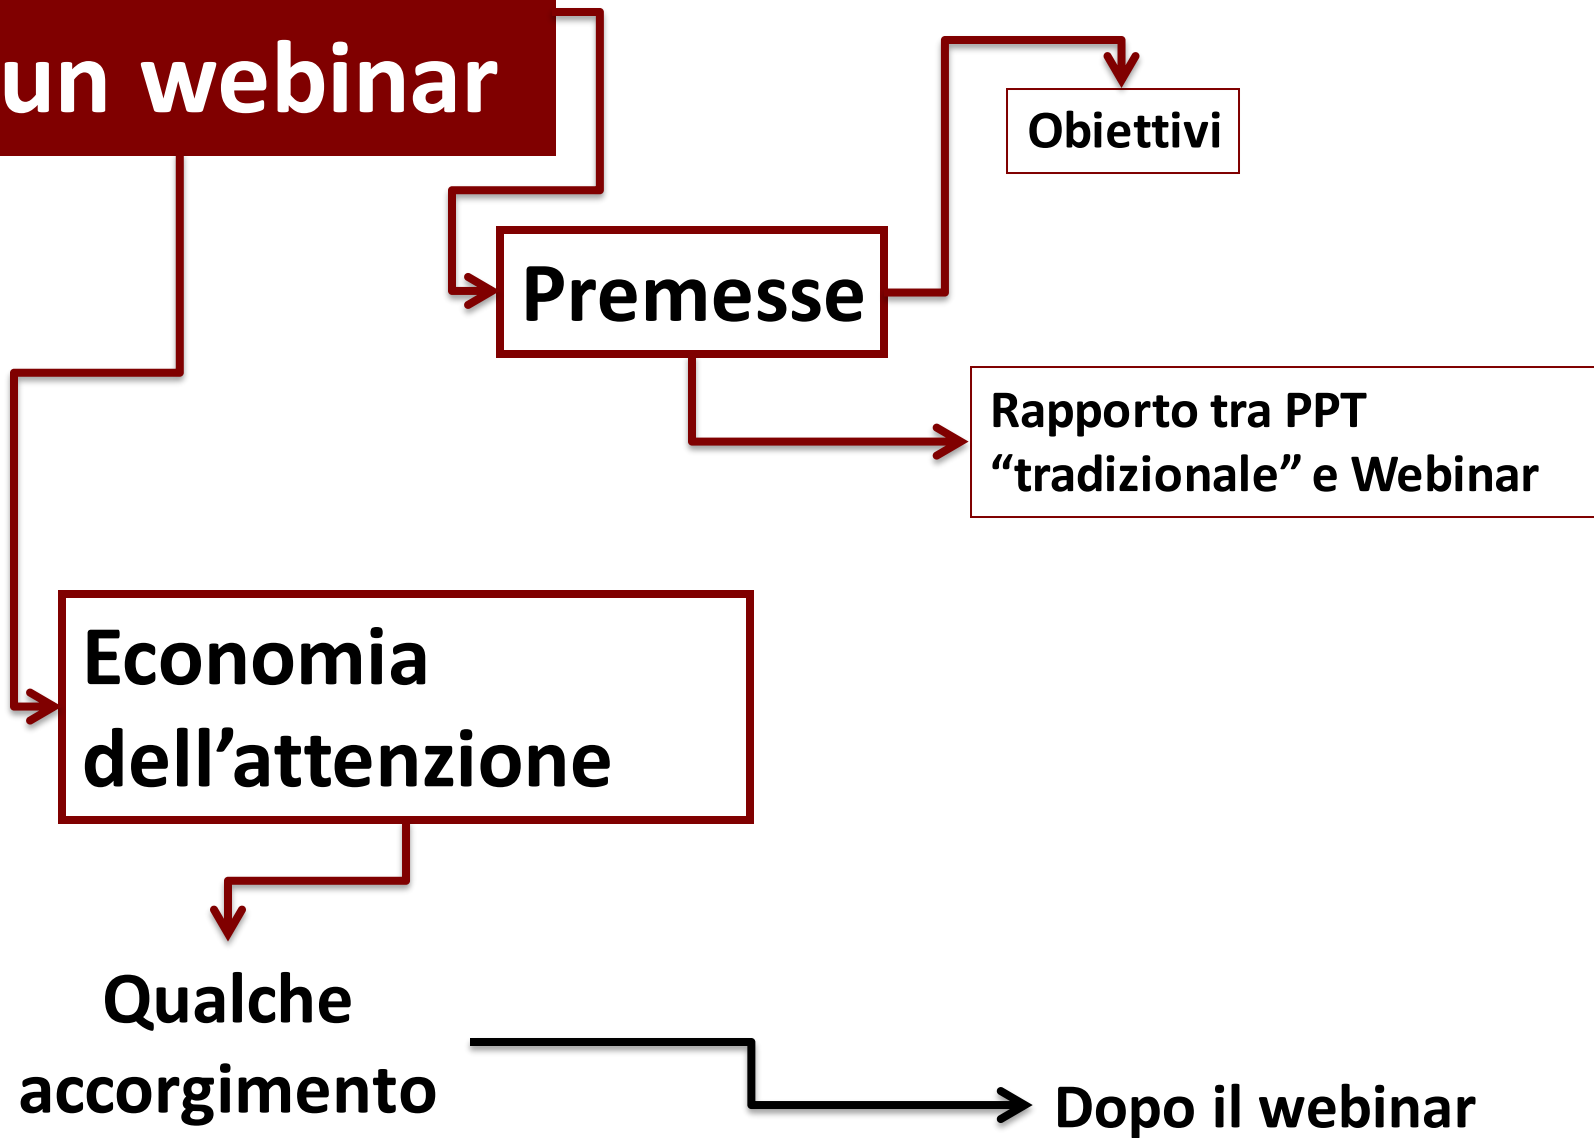 un webinar
Obiettivi
Premesse
Rapporto tra PPT
“tradizionale” e Webinar
Economia
dell’attenzione
Qualche
accorgimento
Dopo il webinar